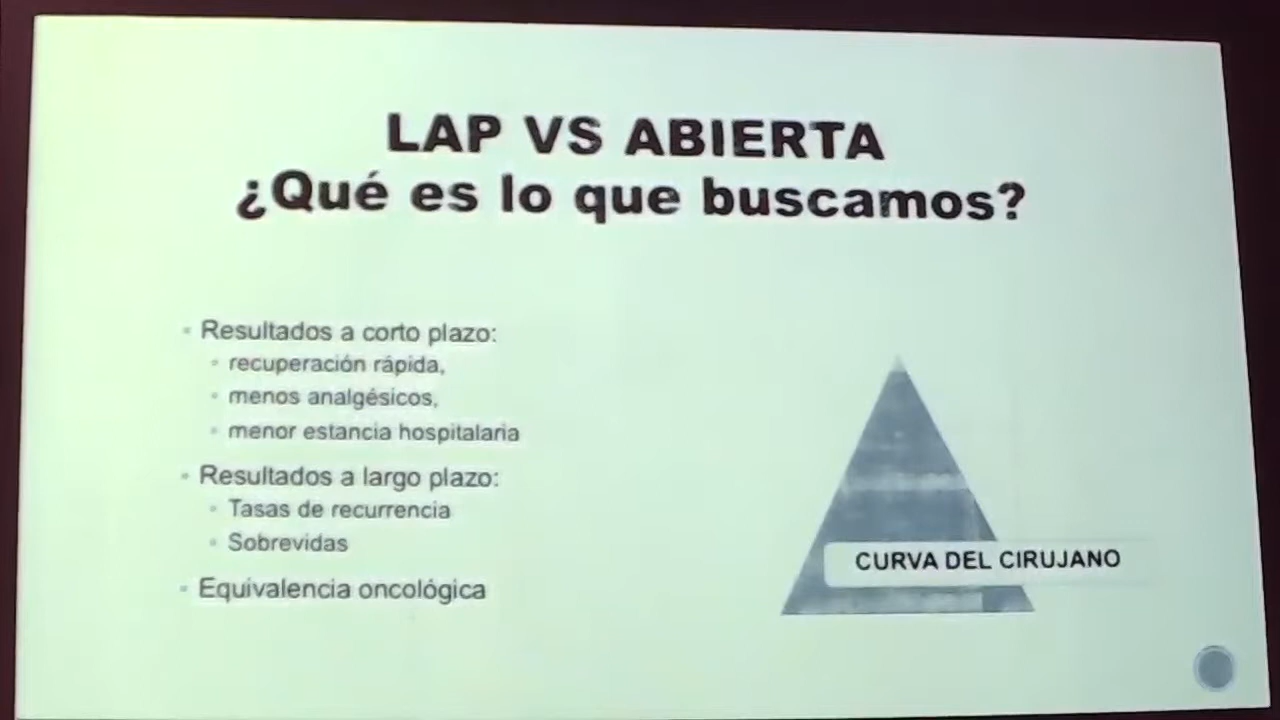 LAP VS ABIERTA
¿Qué es lo que buscamos?
Resultados a corto plazo:
recuperación rápida,
menos analgésicos,
menor estancia hospitalaria
Resultados a largo plazo:
Tasas de recurrencia
Sobrevidas
Equivalencia oncológica
CURVA DEL CIRUJANO